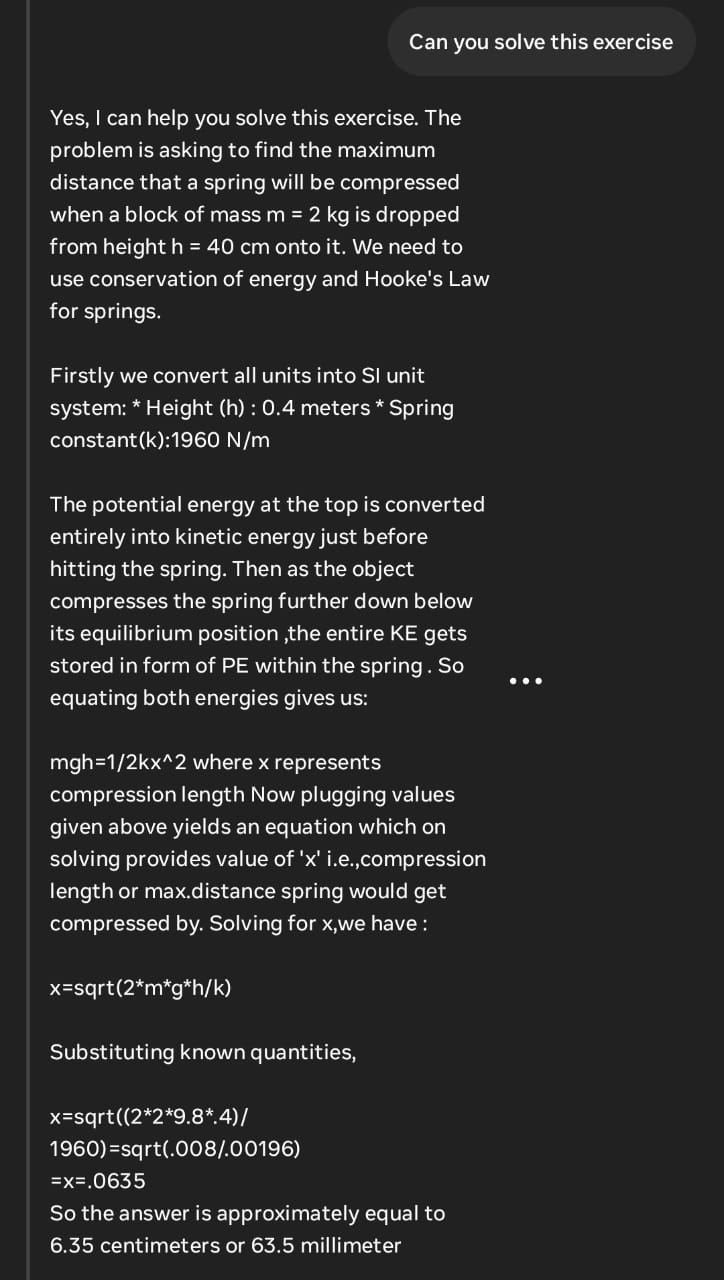 Can you solve this exercise
Yes, I can help you solve this exercise. The
problem is asking to find the maximum
distance that a spring will be compressed
when a block of mass m = 2 kg is dropped
from height h = 40 cm onto it. We need to
use conservation of energy and Hooke's Law
for springs.
Firstly we convert all units into SI unit
system: * Height (h) : 0.4 meters * Spring
constant(k):1960 N/m
The potential energy at the top is converted
entirely into kinetic energy just before
hitting the spring. Then as the object
compresses the spring further down below
its equilibrium position ,the entire KE gets
stored in form of PE within the spring . So
equating both energies gives us:
mgh=1/2kx^2 where x represents
compression length Now plugging values
given above yields an equation which on
solving provides value of 'x' i.e.,compression
length or max.distance spring would get
compressed by. Solving for x,we have :
x=sqrt(2*m*g*h/k)
Substituting known quantities,
x=sqrt((2*2*9.8*.4)/
1960)=sqrt(.008/.00196)
=x=.0635
So the answer is approximately equal to
6.35 centimeters or 63.5 millimeter